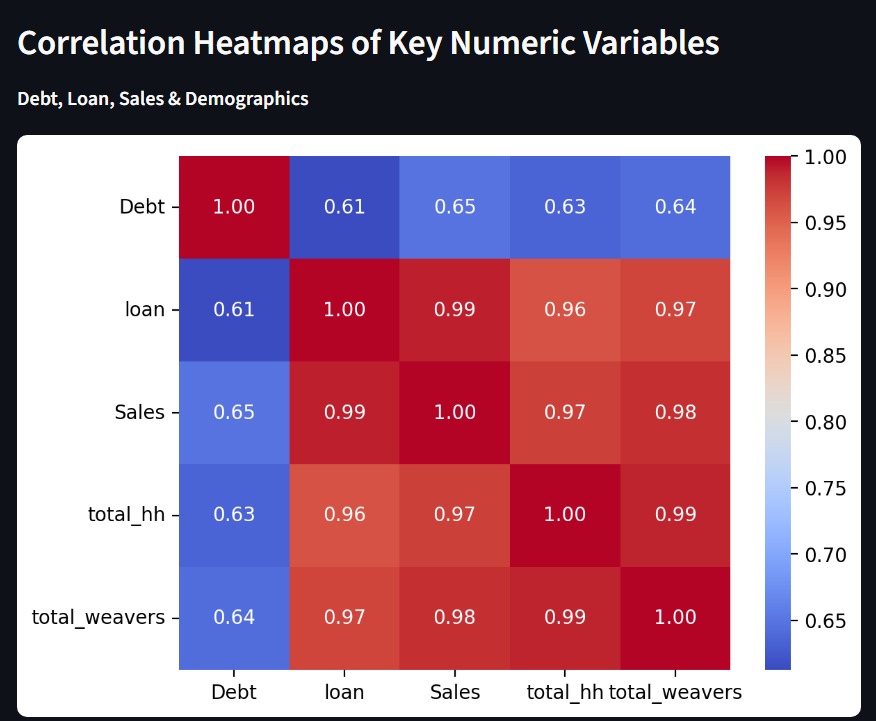 Correlation Heatmaps of Key Numeric Variables
Debt, Loan, Sales & Demographics
Debt 1.00 0.61 0.65 0.63 0.64
loan 0.61 1.00 0.99 0.96 0.97
Sales 0.65 0.99 1.00 0.97 0.98
total_hh 0.63 0.96 0.97 1.00 0.99
total_weavers 0.64 0.97 0.98 0.99 1.00
Debt loan Sales total_hh total_weavers
1.00
0.95
0.90
0.85
0.80
0.75
0.70
0.65